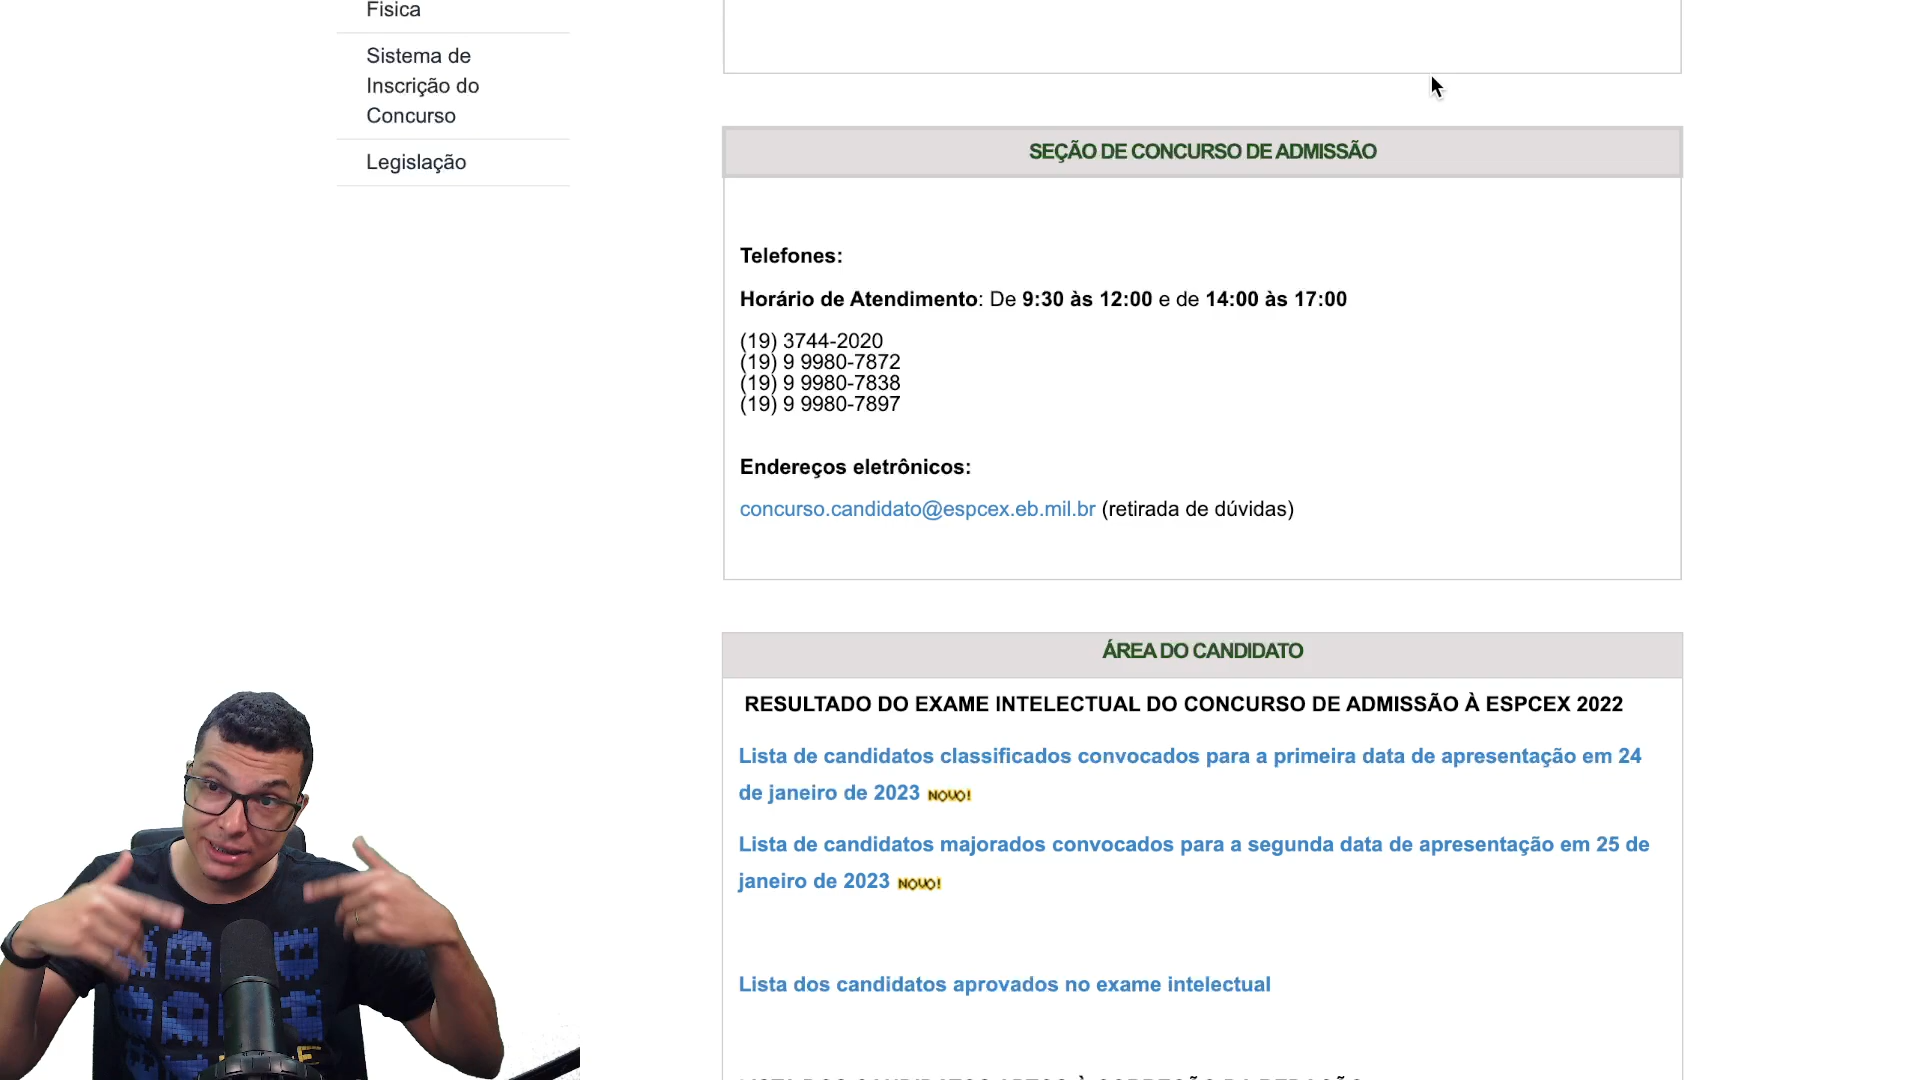 Física
Sistema de
Inscrição do
Concurso
Legislação
SEÇÃO DE CONCURSO DE ADMISSÃO
Telefones:
Horário de Atendimento: De 9:30 às 12:00 e de 14:00 às 17:00
(19) 3744-2020
(19) 9 9980-7872
(19) 9 9980-7838
(19) 9 9980-7897
Endereços eletrônicos:
concurso.candidato@espcex.eb.mil.br (retirada de dúvidas)
ÁREA DO CANDIDATO
RESULTADO DO EXAME INTELECTUAL DO CONCURSO DE ADMISSÃO À ESPCEX 2022
Lista de candidatos classificados convocados para a primeira data de apresentação em 24
de janeiro de 2023 NOVO!
Lista de candidatos majorados convocados para a segunda data de apresentação em 25 de
janeiro de 2023 NOVO!
Lista dos candidatos aprovados no exame intelectual